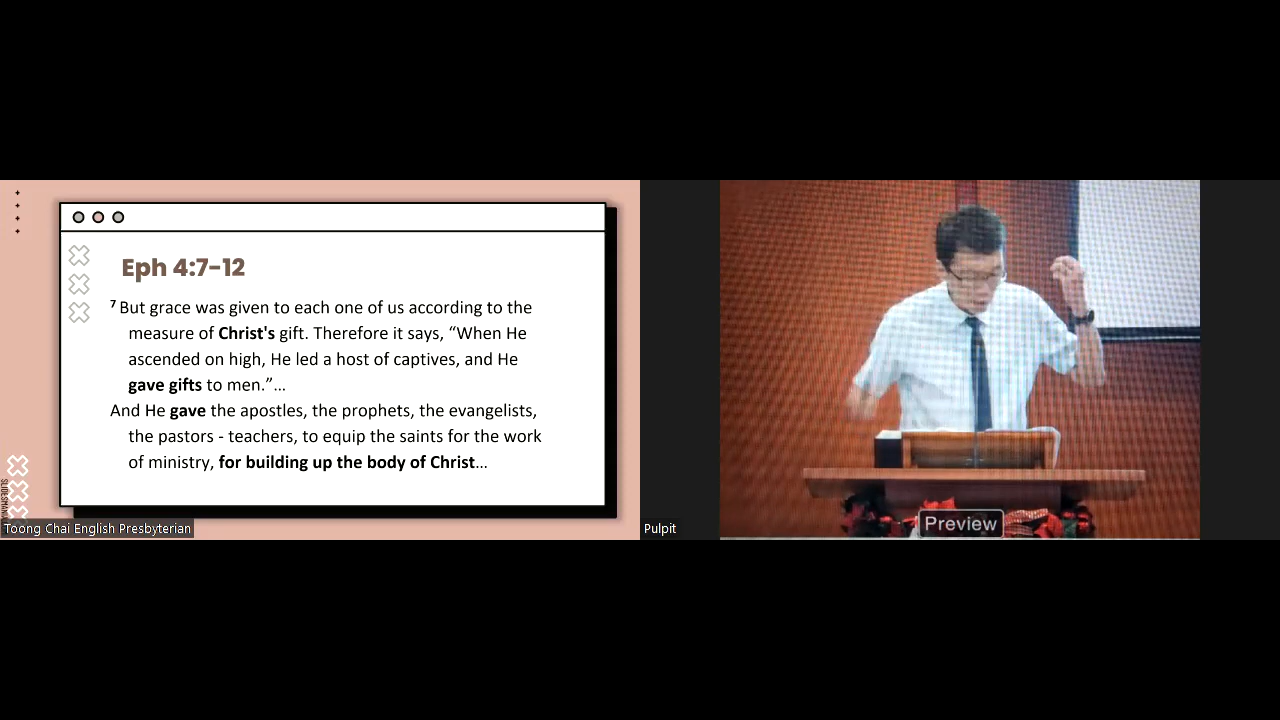 Eph 4:7-12
7 But grace was given to each one of us according to the
measure of Christ's gift. Therefore it says, “When He
ascended on high, He led a host of captives, and He
gave gifts to men.”...
And He gave the apostles, the prophets, the evangelists,
the pastors - teachers, to equip the saints for the work
of ministry, for building up the body of Christ...
Toong Chai English Presbyterian
Pulpit
Preview